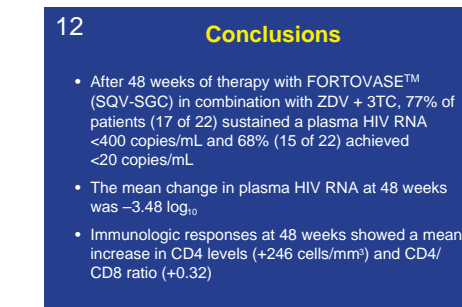 12
Conclusions
• After 48 weeks of therapy with FORTOVASE™
(SQV-SGC) in combination with ZDV + 3TC, 77% of
patients (17 of 22) sustained a plasma HIV RNA
<400 copies/mL and 68% (15 of 22) achieved
<20 copies/mL
• The mean change in plasma HIV RNA at 48 weeks
was –3.48 log₁₀
• Immunologic responses at 48 weeks showed a mean
increase in CD4 levels (+246 cells/mm³) and CD4/
CD8 ratio (+0.32)